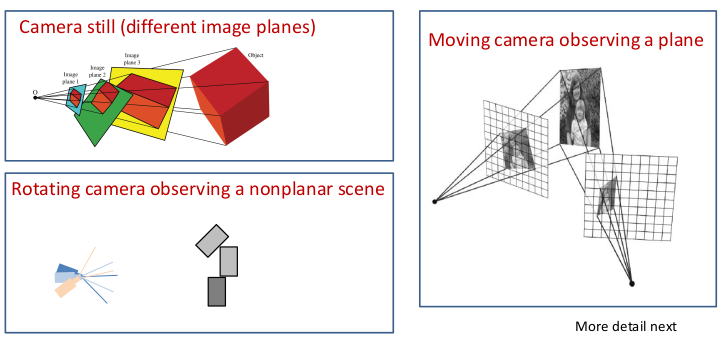 Camera still (different image planes)
Image
plane 1
Image
plane 2
Image
plane 3
Object
O
Rotating camera observing a nonplanar scene
Moving camera observing a plane
More detail next